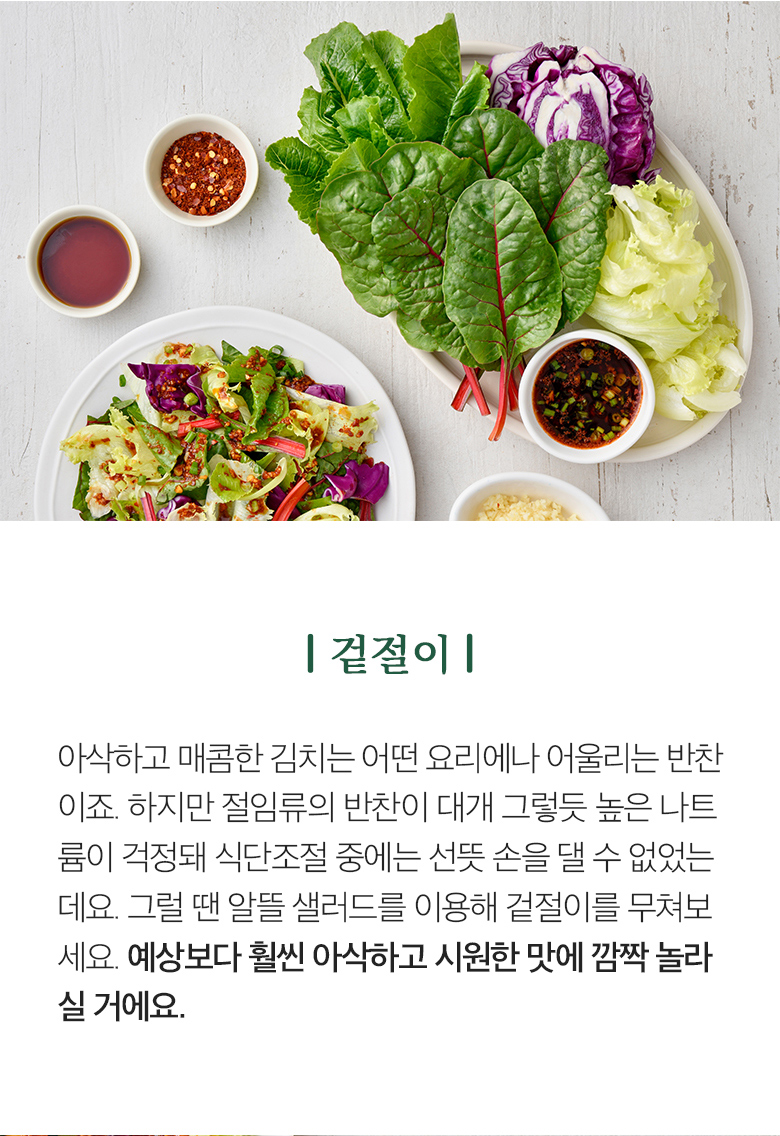 | 겉절이 |
아삭하고 매콤한 김치는 어떤 요리에나 어울리는 반찬
이죠. 하지만 절임류의 반찬이 대개 그렇듯 높은 나트
륨이 걱정돼 식단조절 중에는 선뜻 손을 댈 수 없었는
데요. 그럴 땐 알뜰 샐러드를 이용해 겉절이를 무쳐보
세요. 예상보다 훨씬 아삭하고 시원한 맛에 깜짝 놀라
실 거에요.